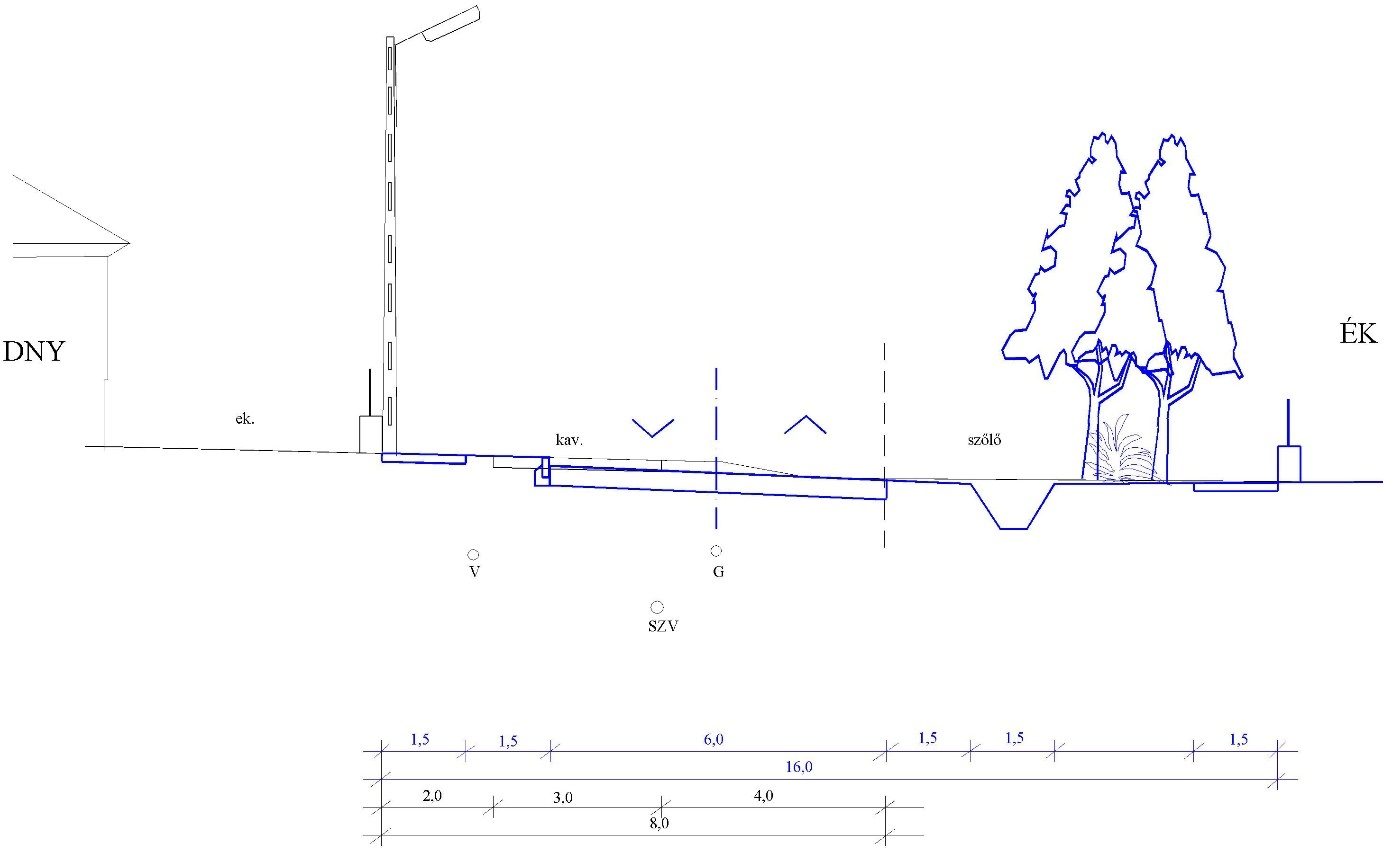 DNY
ÉK
ek.
kav.
szőlő
V
G
SZV
1,5 1,5 6,0 1,5 1,5 1,5
16,0
2,0 3,0 4,0
8,0